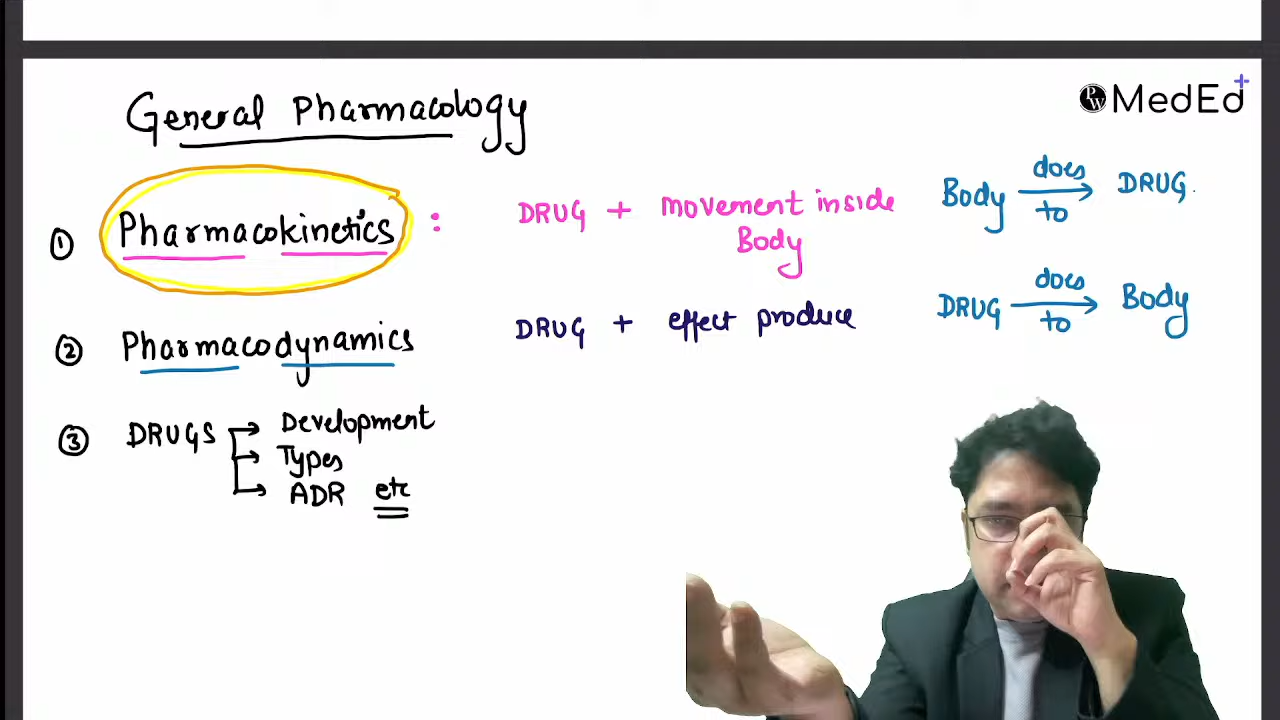 General Pharmacology
PW MedEd+
① Pharmacokinetics : DRUG + movement inside Body
Body does to DRUG
② Pharmacodynamics DRUG + effect produce
DRUG does to Body
③ DRUGS Development
Types
ADR etc